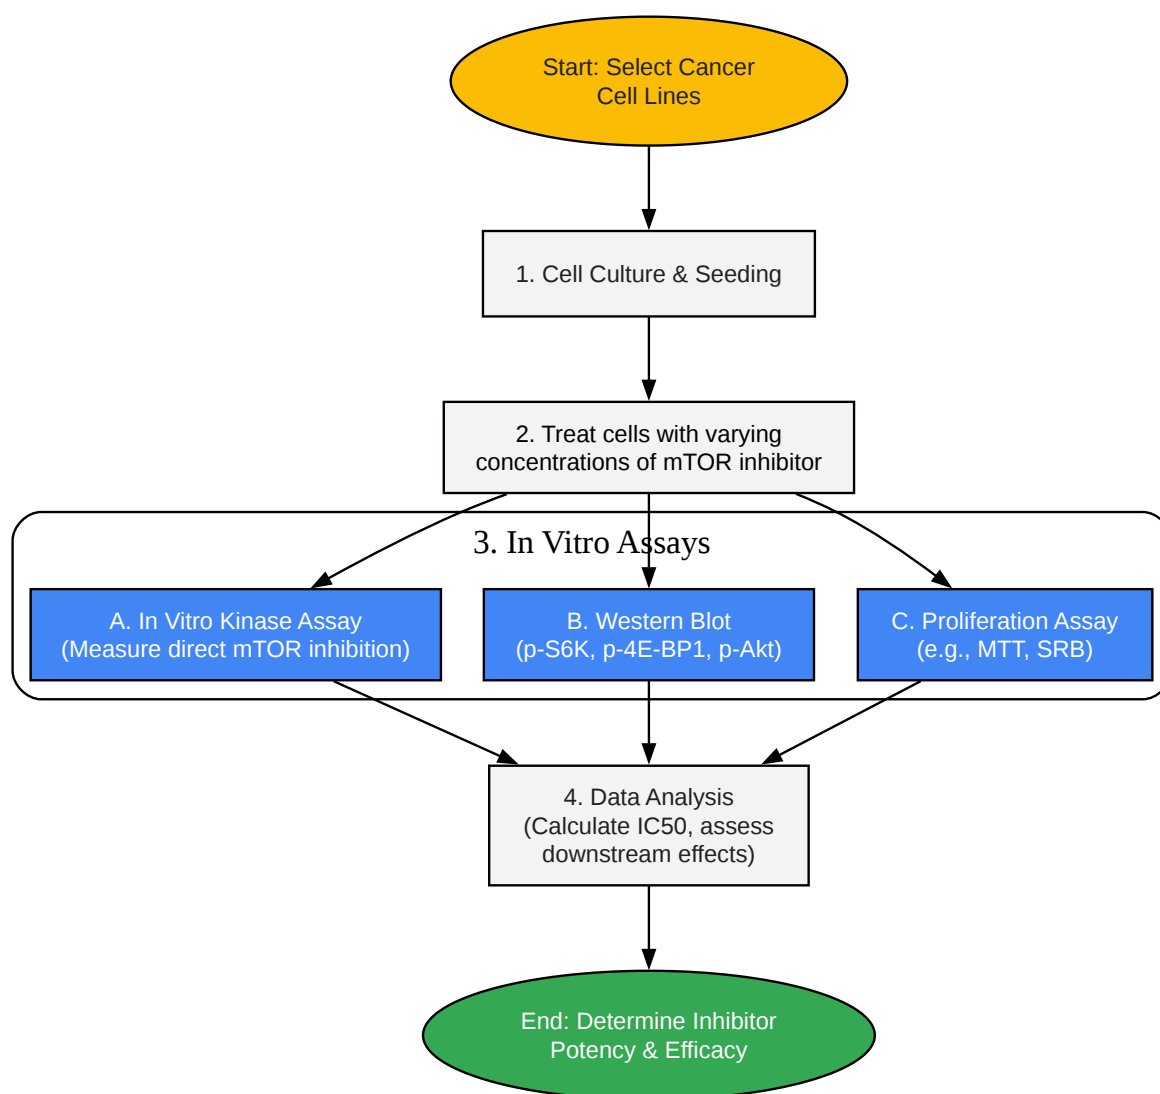 Start: Select Cancer
Cell Lines
1. Cell Culture & Seeding
2. Treat cells with varying
concentrations of mTOR inhibitor
3. In Vitro Assays
A. In Vitro Kinase Assay
(Measure direct mTOR inhibition)
B. Western Blot
(p-S6K, p-4E-BP1, p-Akt)
C. Proliferation Assay
(e.g., MTT, SRB)
4. Data Analysis
(Calculate IC50, assess
downstream effects)
End: Determine Inhibitor
Potency & Efficacy